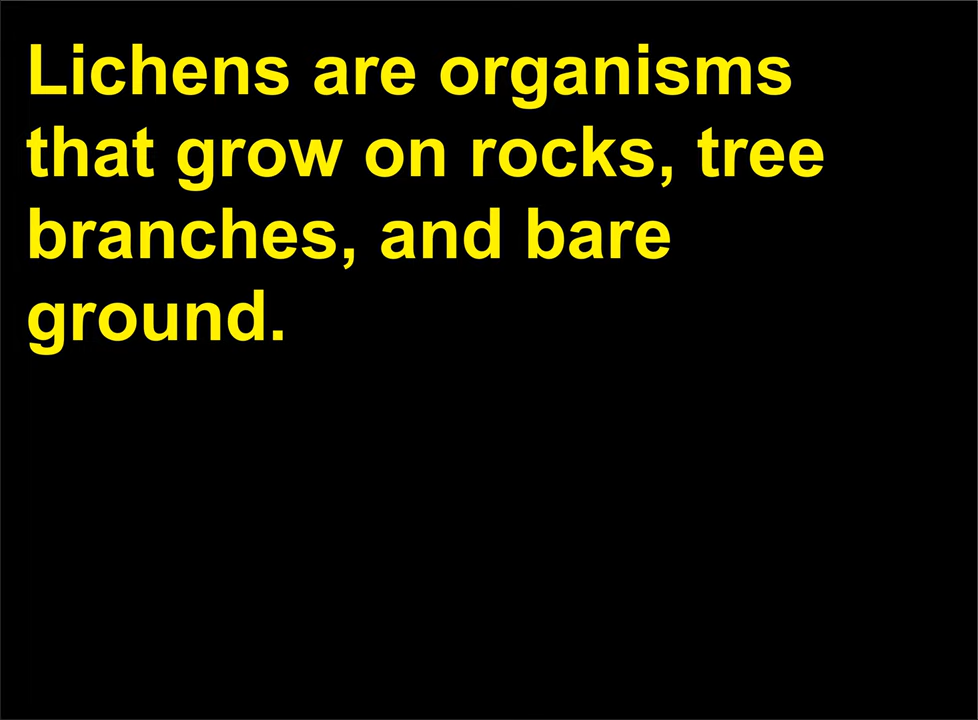 Lichens are organisms
that grow on rocks, tree
branches, and bare
ground.